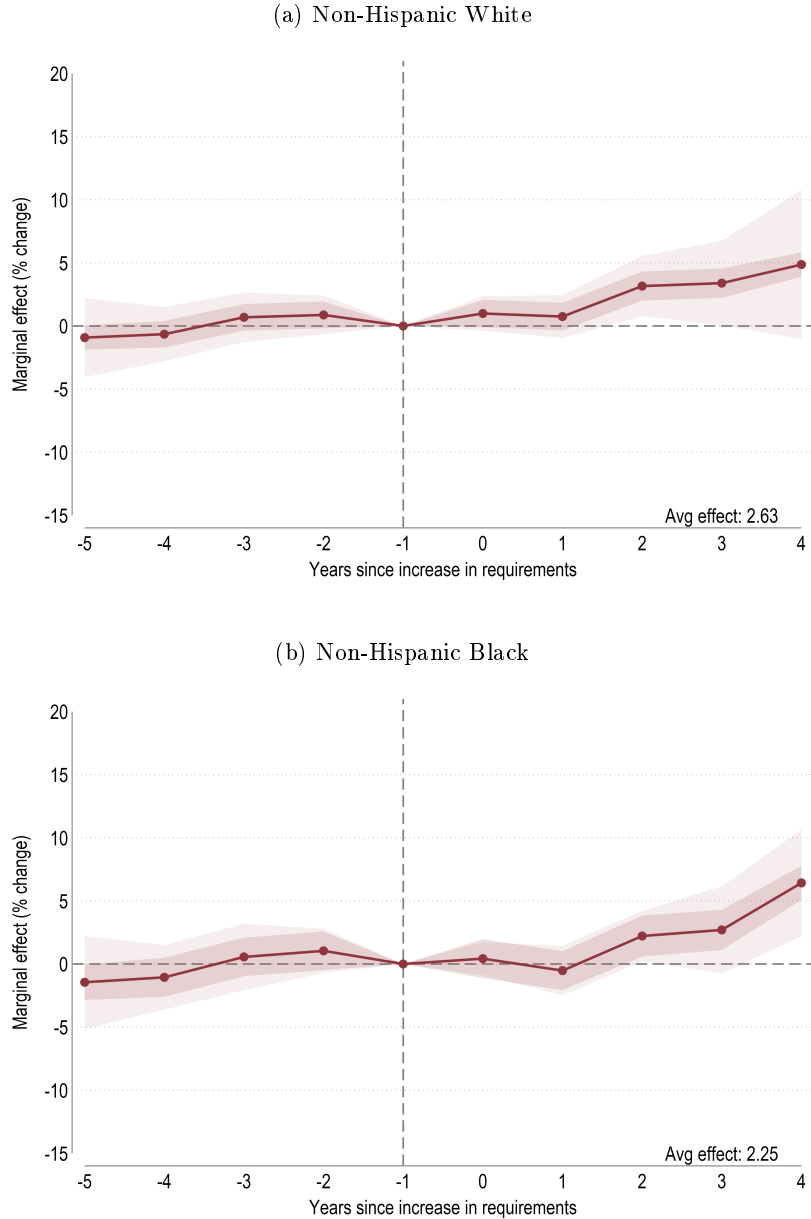 (a) Non-Hispanic White
20
15
10
5
0
-5
-10
-15
Marginal effect (% change)
Avg effect: 2.63
-5 -4 -3 -2 -1 0 1 2 3 4
Years since increase in requirements
(b) Non-Hispanic Black
20
15
10
5
0
-5
-10
-15
Marginal effect (% change)
Avg effect: 2.25
-5 -4 -3 -2 -1 0 1 2 3 4
Years since increase in requirements